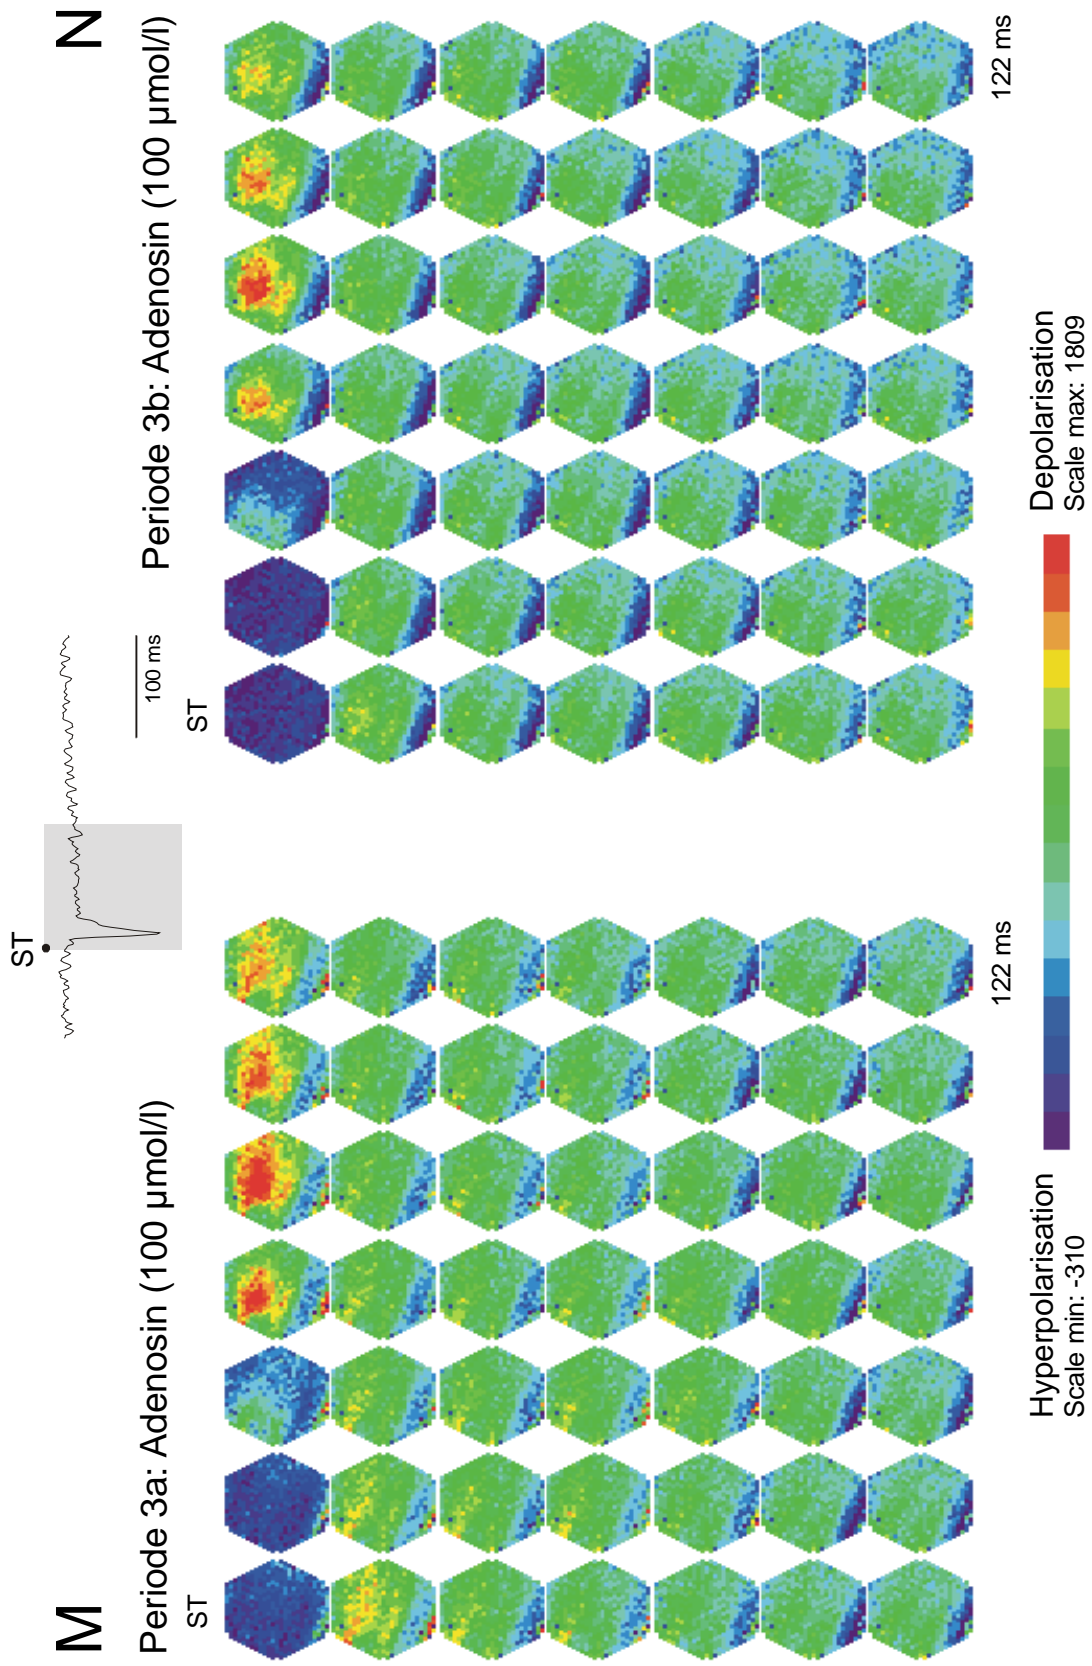 M
Periode 3a: Adenosin (100 µmol/l)
ST
122 ms
ST
100 ms
N
Periode 3b: Adenosin (100 µmol/l)
ST
122 ms
Hyperpolarisation
Scale min: -310
Depolarisation
Scale max: 1809